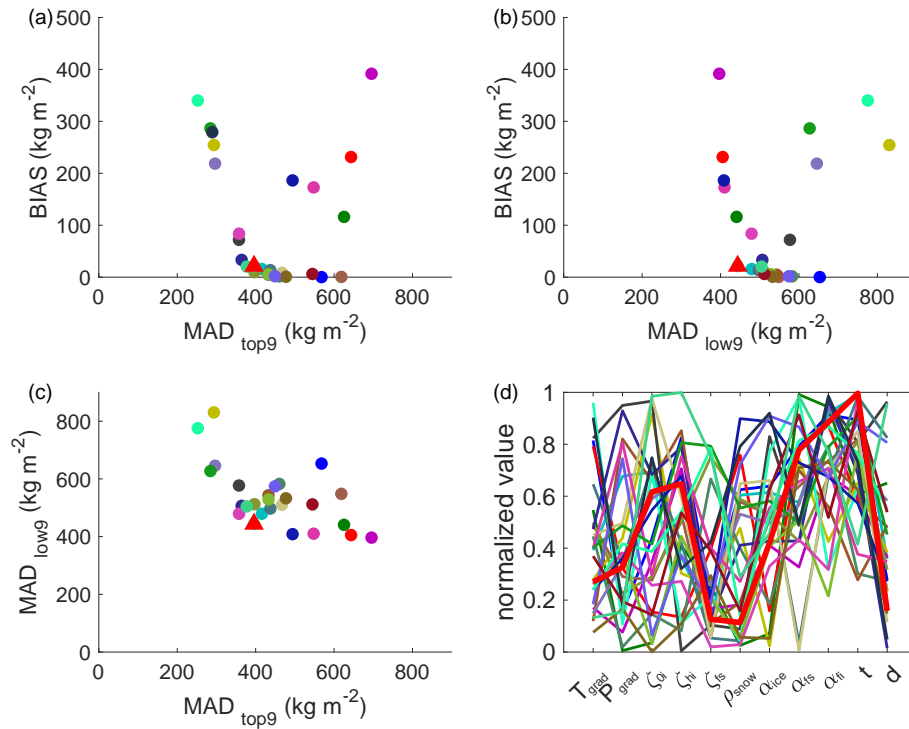 (a)
500
400
300
200
100
0
BIAS (kg m-2)
0 200 400 600 800
MAD top9 (kg m-2)
(b)
500
400
300
200
100
0
BIAS (kg m-2)
0 200 400 600 800
MAD low9 (kg m-2)
(c)
800
600
400
200
0
MAD low9 (kg m-2)
0 200 400 600 800
MAD top9 (kg m-2)
(d)
1
0.8
0.6
0.4
0.2
0
normalized value
Tgrad Pgrad ζ0i ζhi ζfs ρsnow αice αfs αfi t d